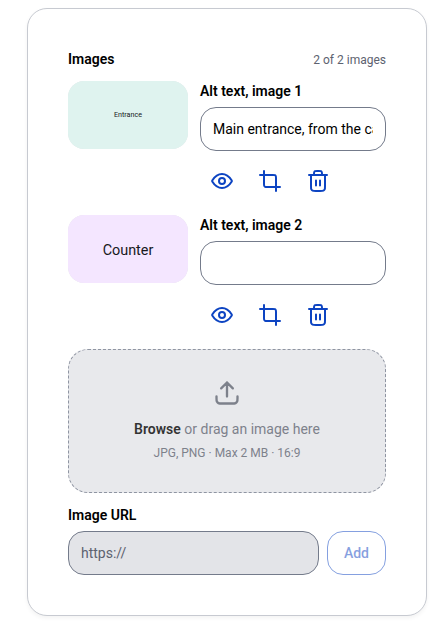 Images
2 of 2 images
Entrance
Alt text, image 1
Main entrance, from the c
Counter
Alt text, image 2
Browse or drag an image here
JPG, PNG · Max 2 MB · 16:9
Image URL
https://
Add